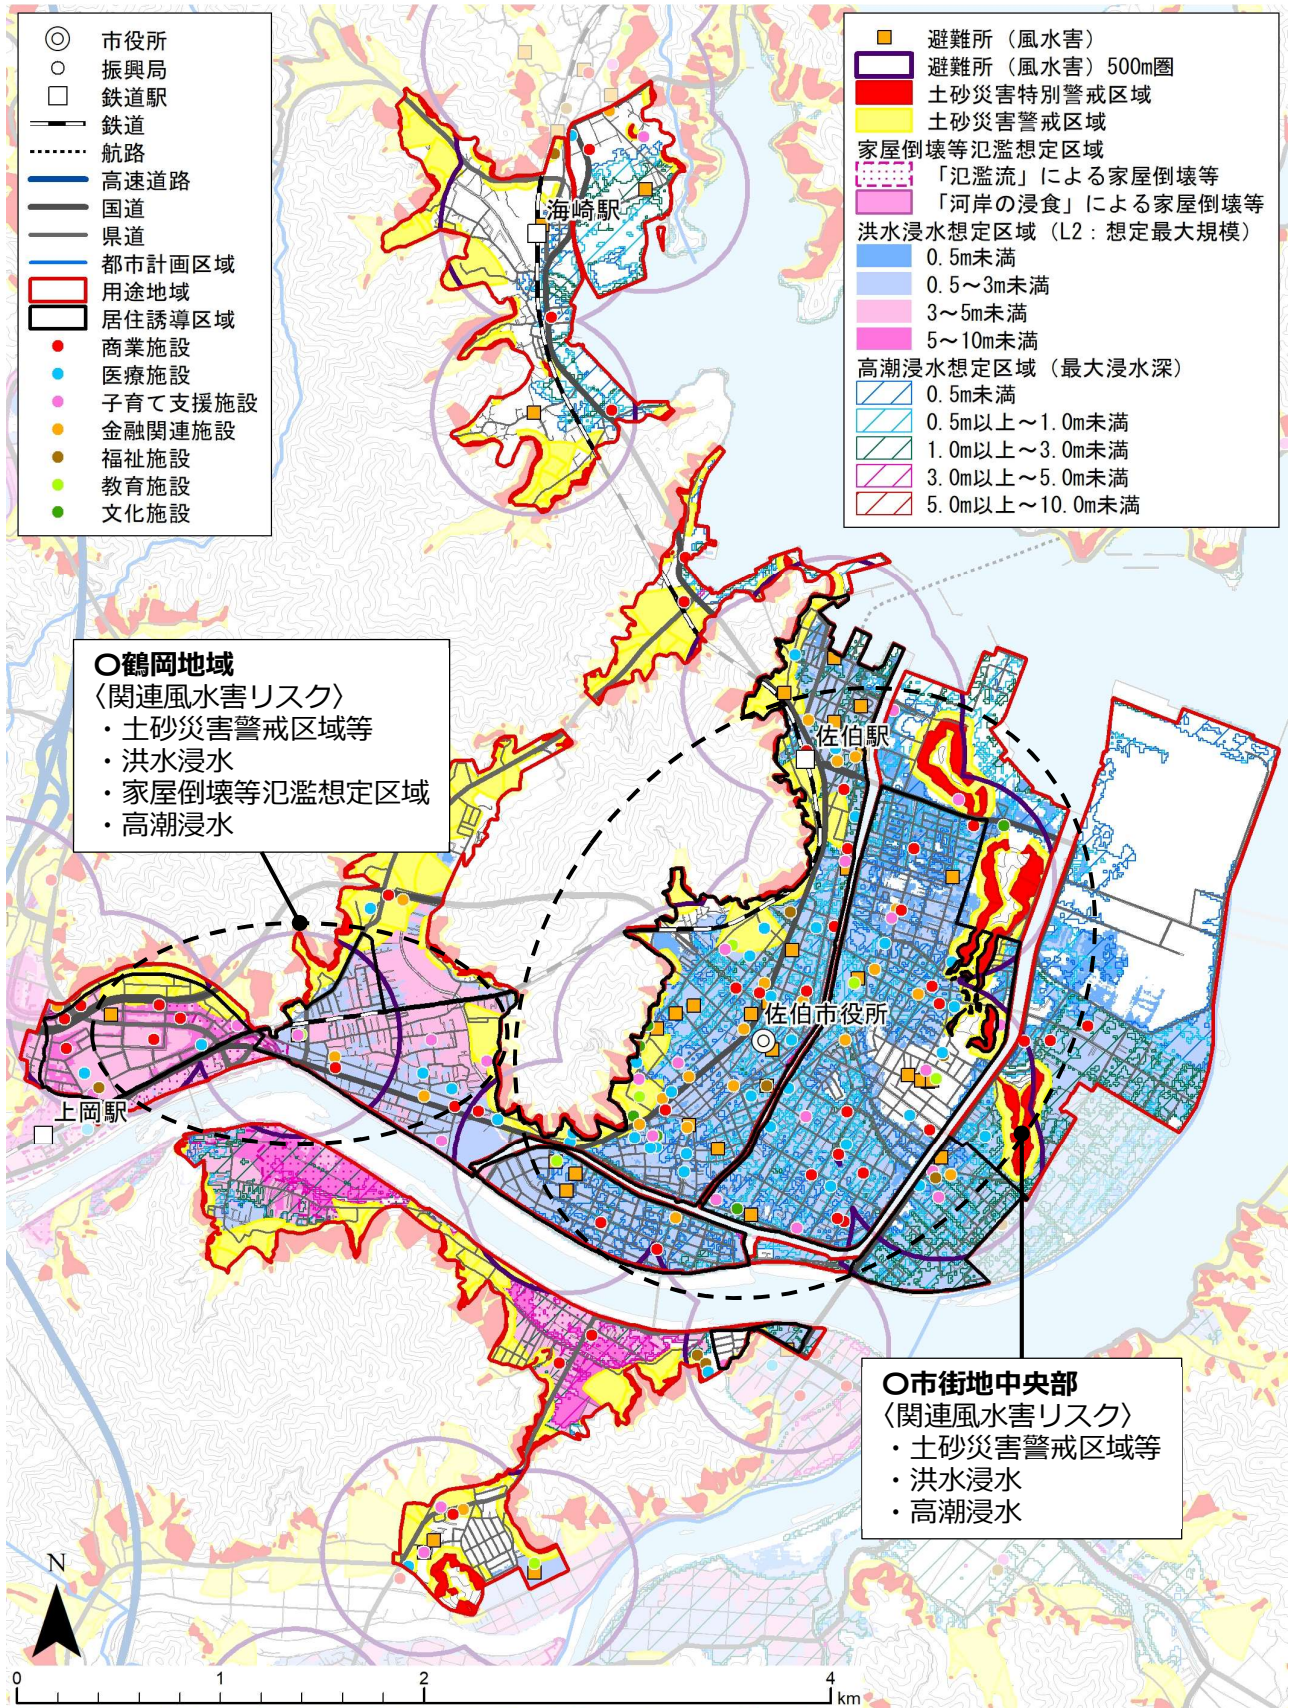 市役所
振興局
鉄道駅
鉄道
航路
高速道路
国道
県道
都市計画区域
用途地域
居住誘導区域
商業施設
医療施設
子育て支援施設
金融関連施設
福祉施設
教育施設
文化施設
避難所（風水害）
避難所（風水害）500m圏
土砂災害特別警戒区域
土砂災害警戒区域
家屋倒壊等氾濫想定区域
「氾濫流」による家屋倒壊等
「河岸の浸食」による家屋倒壊等
洪水浸水想定区域（L2：想定最大規模）
0.5m未満
0.5～3m未満
3～5m未満
5～10m未満
高潮浸水想定区域（最大浸水深）
0.5m未満
0.5m以上～1.0m未満
1.0m以上～3.0m未満
3.0m以上～5.0m未満
5.0m以上～10.0m未満
海崎駅
〇鶴岡地域
〈関連風水害リスク〉
・土砂災害警戒区域等
・洪水浸水
・家屋倒壊等氾濫想定区域
・高潮浸水
佐伯駅
佐伯市役所
上岡駅
〇市街地中央部
〈関連風水害リスク〉
・土砂災害警戒区域等
・洪水浸水
・高潮浸水
N
0 1 2 4
km